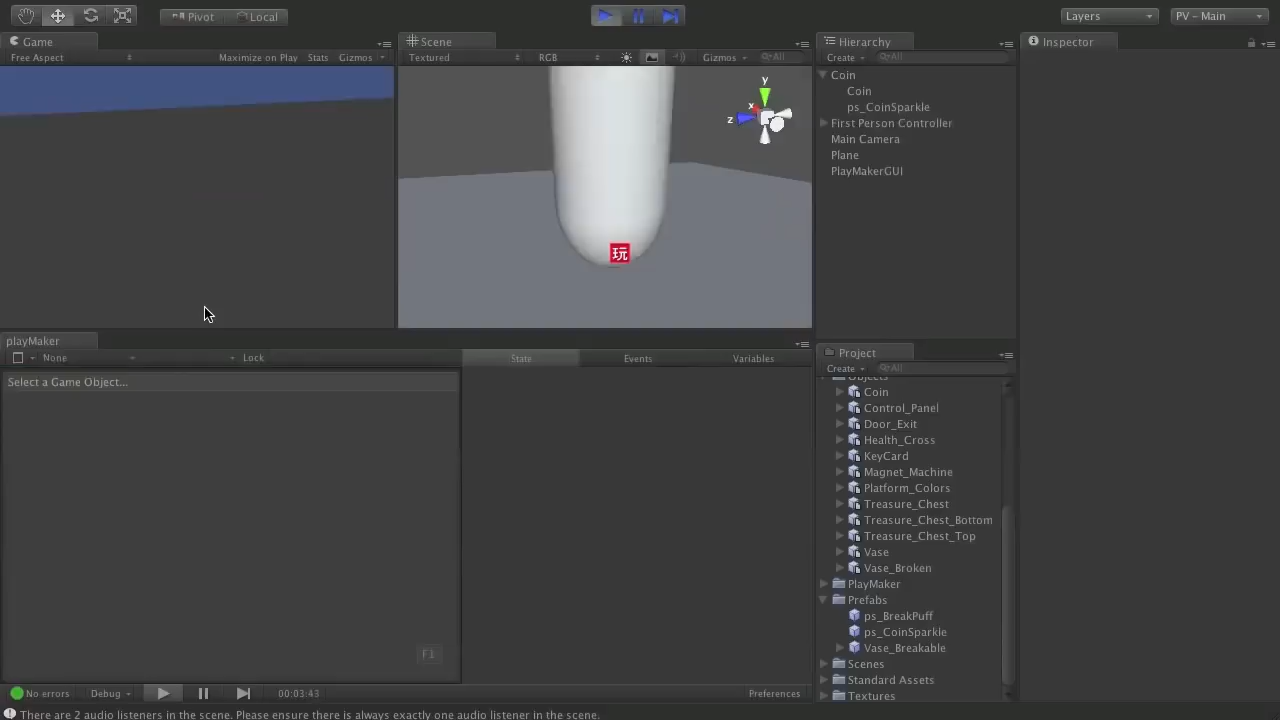 Pivot Local Layers PV - Main
Game Scene Hierarchy Inspector
Free Aspect Maximize on Play Stats Gizmos Textured RGB Gizmos All Create All
Coin
Coin
ps_CoinSparkle
First Person Controller
Main Camera
Plane
PlayMakerGUI
y
x
z
玩
playMaker
None Lock State Events Variables
Select a Game Object...
F1
Project
Create All
Objects
Coin
Control_Panel
Door_Exit
Health_Cross
KeyCard
Magnet_Machine
Platform_Colors
Treasure_Chest
Treasure_Chest_Bottom
Treasure_Chest_Top
Vase
Vase_Broken
PlayMaker
Prefabs
ps_BreakPuff
ps_CoinSparkle
Vase_Breakable
Scenes
Standard Assets
Textures
No errors Debug 00:03:43 Preferences
There are 2 audio listeners in the scene. Please ensure there is always exactly one audio listener in the scene.